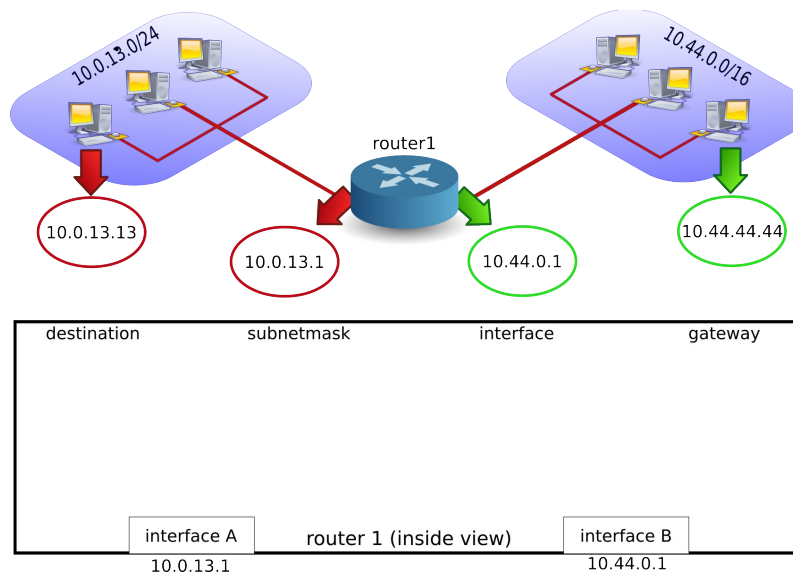 10.0.13.0/24
10.44.0.0/16
router1
10.0.13.13
10.0.13.1
10.44.0.1
10.44.44.44
destination subnetmask interface gateway
interface A router 1 (inside view) interface B
10.0.13.1 10.44.0.1